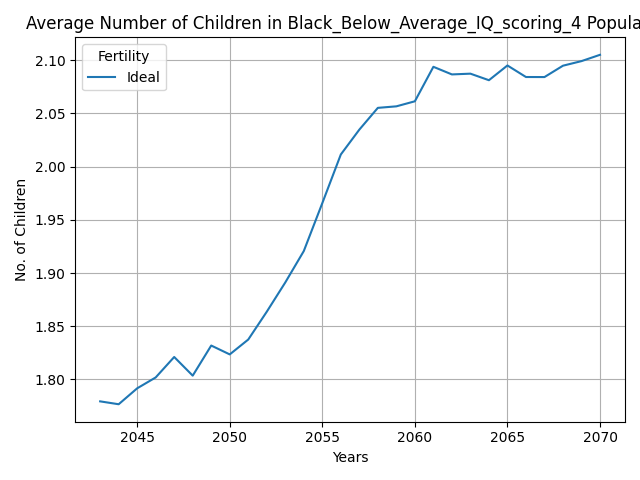 Average Number of Children in Black_Below_Average_IQ_scoring_4 Popula
Fertility
Ideal
2.10
2.05
2.00
1.95
1.90
1.85
1.80
No. of Children
2045 2050 2055 2060 2065 2070
Years